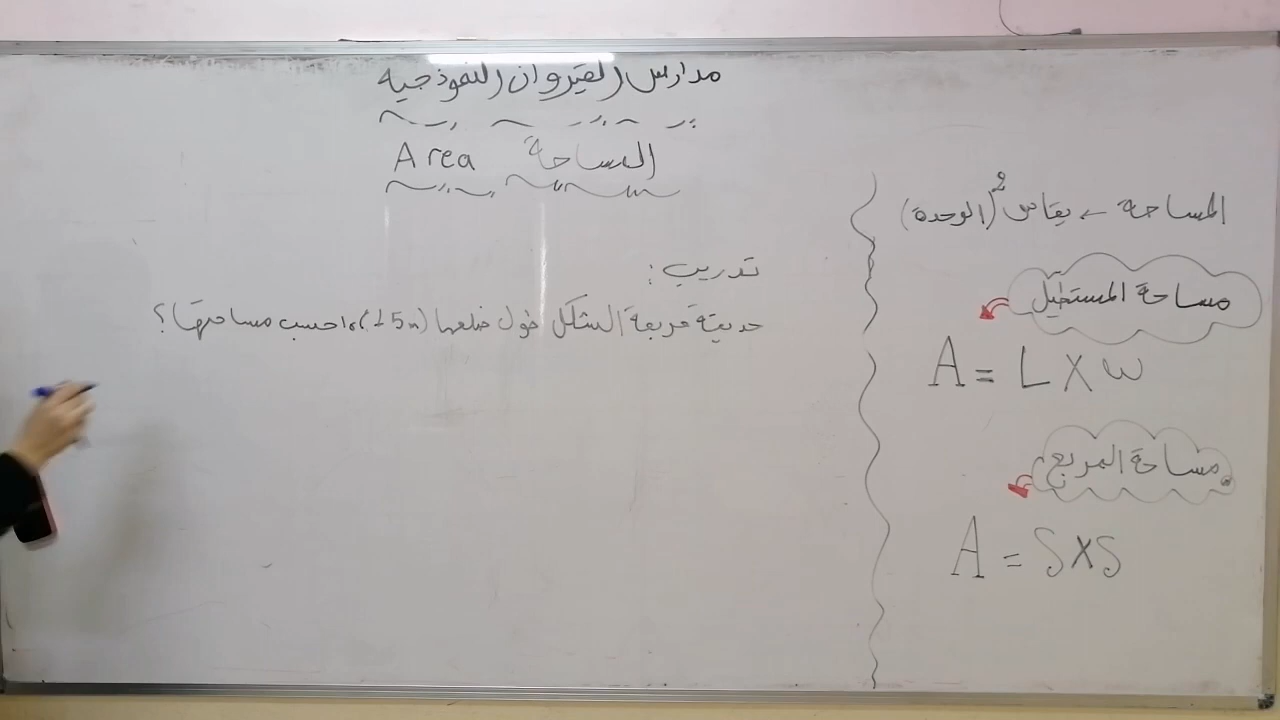 مدارس القيروان النموذجية
المساحة Area
تدريب :
حديقة مربعة الشكل طول ضلعها (15m)، احسب مساحتها ؟
المساحة ← يقاس (الوحدة)²
مساحة المستطيل
A = L X W
مساحة المربع
A = S X S